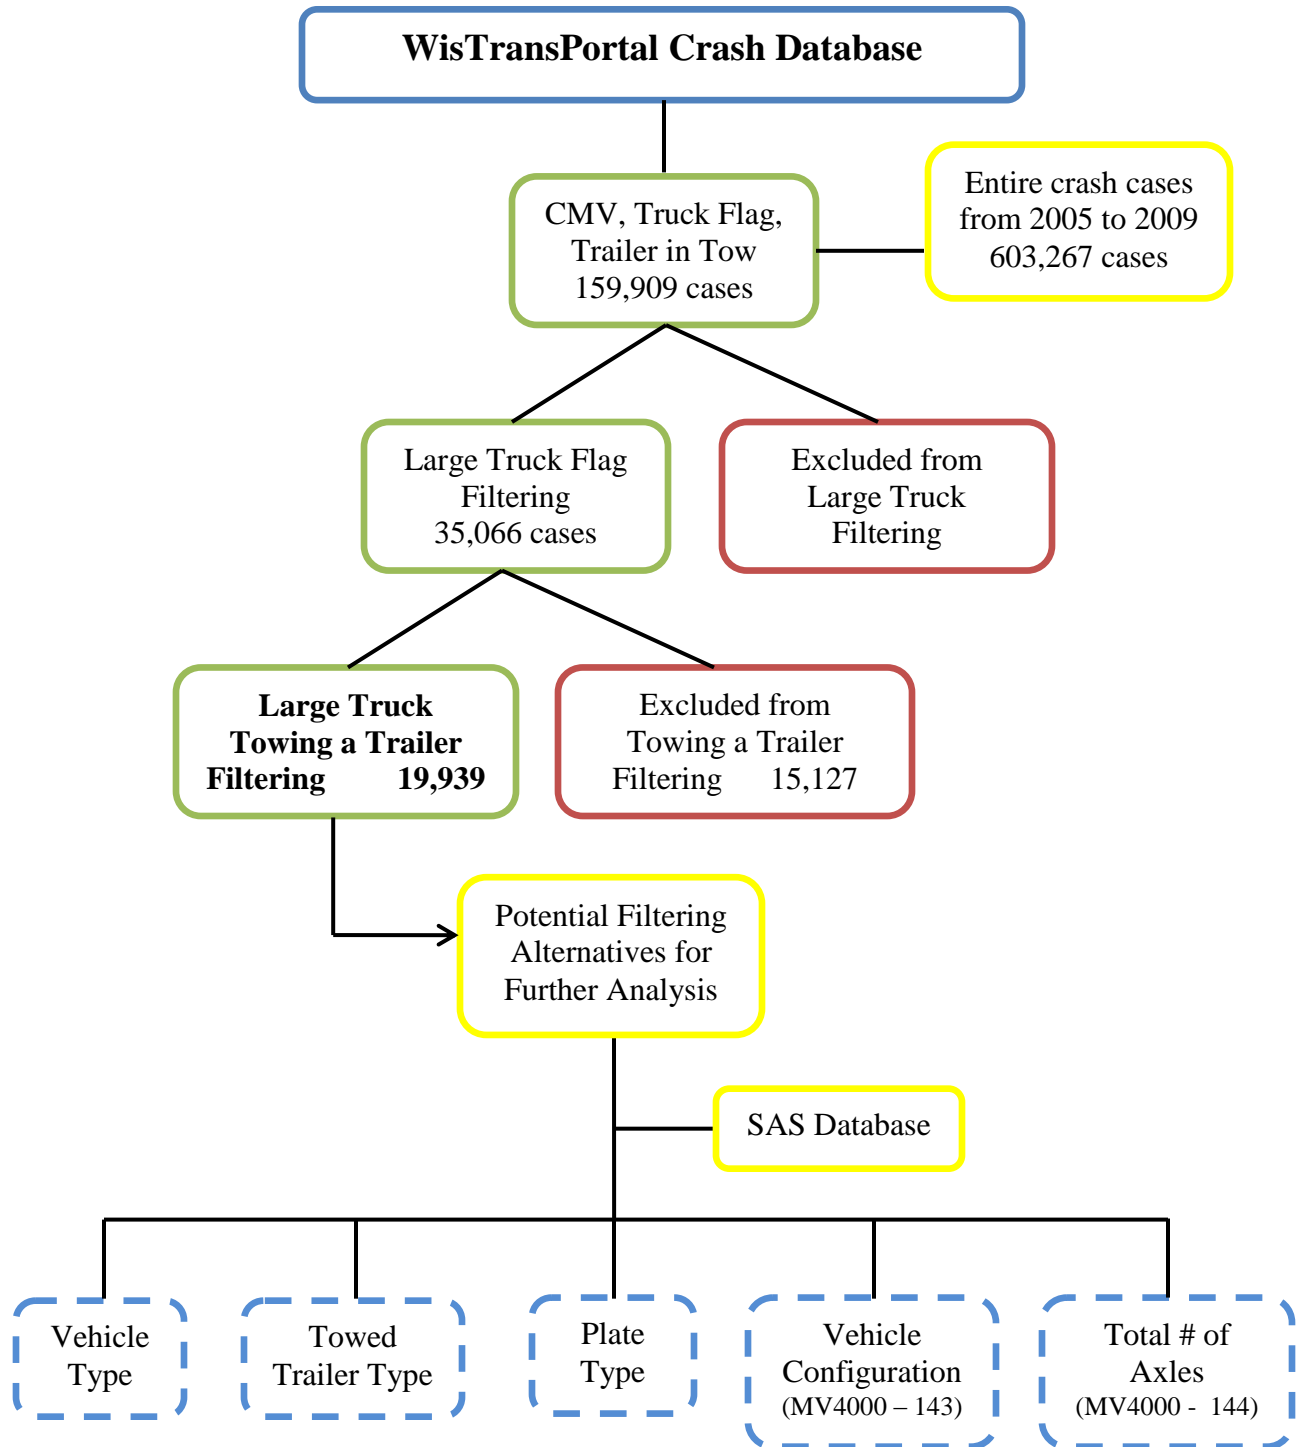 WisTransPortal Crash Database
CMV, Truck Flag,
Trailer in Tow
159,909 cases
Entire crash cases
from 2005 to 2009
603,267 cases
Large Truck Flag
Filtering
35,066 cases
Excluded from
Large Truck
Filtering
Large Truck
Towing a Trailer
Filtering 19,939
Excluded from
Towing a Trailer
Filtering 15,127
Potential Filtering
Alternatives for
Further Analysis
SAS Database
Vehicle
Type
Towed
Trailer Type
Plate
Type
Vehicle
Configuration
(MV4000 – 143)
Total # of
Axles
(MV4000 - 144)